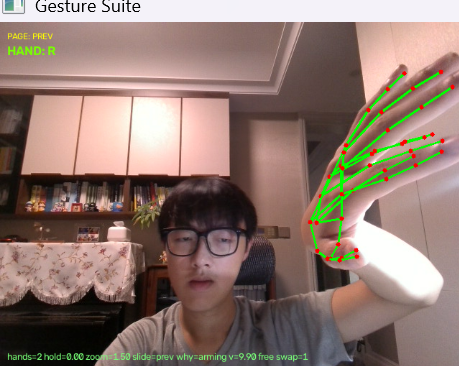 Gesture Suite
PAGE: PREV
HAND: R
hands=2 hold=0.00 zoom=1.50 slide=prev why=arming v=9.90 free swap=1